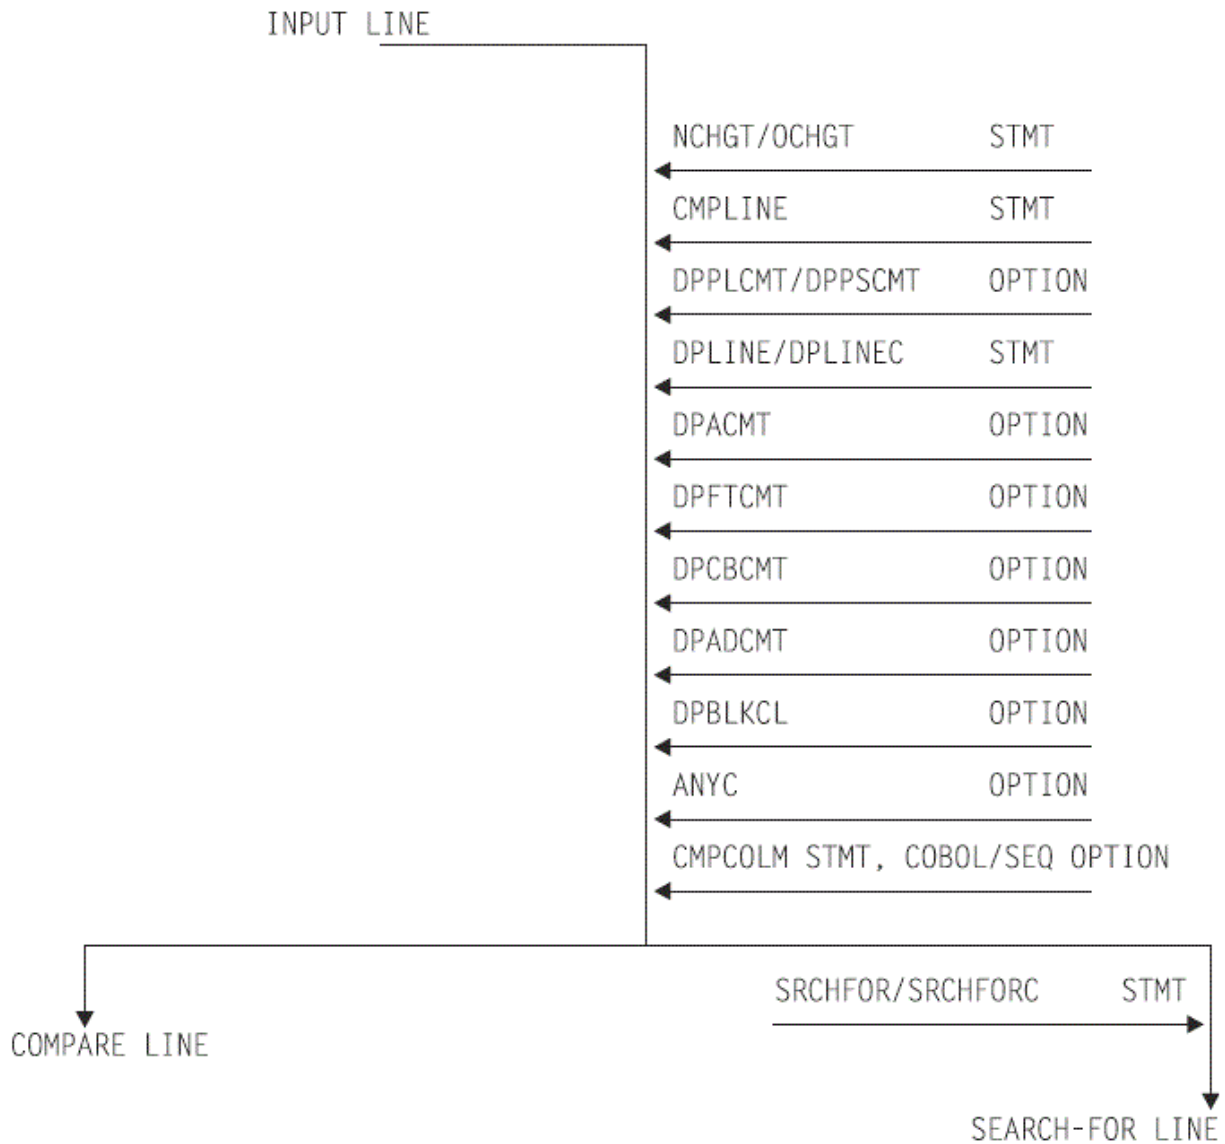 INPUT LINE
NCHGT/OCHGT STMT
CMPLINE STMT
DPPLCMT/DPPSCMT OPTION
DPLINE/DPLINEC STMT
DPACMT OPTION
DPFTCMT OPTION
DPCBCMT OPTION
DPADCMT OPTION
DPBLKCL OPTION
ANYC OPTION
CMPCOLM STMT, COBOL/SEQ OPTION
SRCHFOR/SRCHFORC STMT
COMPARE LINE
SEARCH-FOR LINE